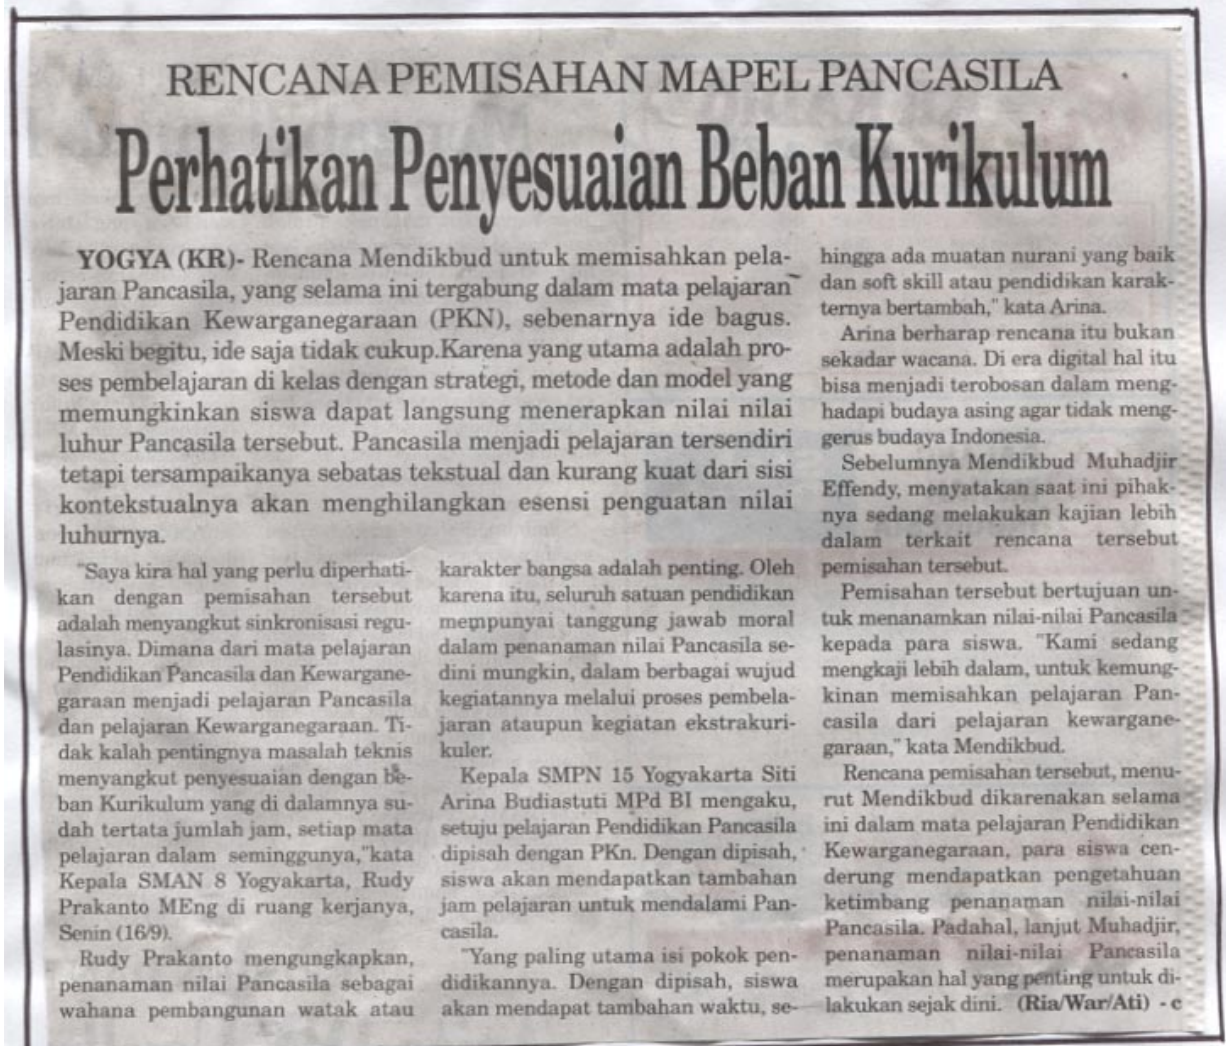 RENCANA PEMISAHAN MAPEL PANCASILA
Perhatikan Penyesuaian Beban Kurikulum
YOGYA (KR)- Rencana Mendikbud untuk memisahkan pela-
jaran Pancasila, yang selama ini tergabung dalam mata pelajaran
Pendidikan Kewarganegaraan (PKN), sebenarnya ide bagus.
Meski begitu, ide saja tidak cukup.Karena yang utama adalah pro-
ses pembelajaran di kelas dengan strategi, metode dan model yang
memungkinkan siswa dapat langsung menerapkan nilai nilai
luhur Pancasila tersebut. Pancasila menjadi pelajaran tersendiri
tetapi tersampaikanya sebatas tekstual dan kurang kuat dari sisi
kontekstualnya akan menghilangkan esensi penguatan nilai
luhurnya.
"Saya kira hal yang perlu diperhati-
kan dengan pemisahan tersebut
adalah menyangkut sinkronisasi regu-
lasinya. Dimana dari mata pelajaran
Pendidikan Pancasila dan Kewargane-
garaan menjadi pelajaran Pancasila
dan pelajaran Kewarganegaraan. Ti-
dak kalah pentingnya masalah teknis
menyangkut penyesuaian dengan be-
ban Kurikulum yang di dalamnya su-
dah tertata jumlah jam, setiap mata
pelajaran dalam seminggunya,"kata
Kepala SMAN 8 Yogyakarta, Rudy
Prakanto MEng di ruang kerjanya,
Senin (16/9).
Rudy Prakanto mengungkapkan,
penanaman nilai Pancasila sebagai
wahana pembangunan watak atau
karakter bangsa adalah penting. Oleh
karena itu, seluruh satuan pendidikan
mempunyai tanggung jawab moral
dalam penanaman nilai Pancasila se-
dini mungkin, dalam berbagai wujud
kegiatannya melalui proses pembela-
jaran ataupun kegiatan ekstrakuri-
kuler.
Kepala SMPN 15 Yogyakarta Siti
Arina Budiastuti MPd BI mengaku,
setuju pelajaran Pendidikan Pancasila
dipisah dengan PKn. Dengan dipisah,
siswa akan mendapatkan tambahan
jam pelajaran untuk mendalami Pan-
casila.
"Yang paling utama isi pokok pen-
didikannya. Dengan dipisah, siswa
akan mendapat tambahan waktu, se-
hingga ada muatan nurani yang baik
dan soft skill atau pendidikan karak-
ternya bertambah," kata Arina.
Arina berharap rencana itu bukan
sekadar wacana. Di era digital hal itu
bisa menjadi terobosan dalam meng-
hadapi budaya asing agar tidak meng-
gerus budaya Indonesia.
Sebelumnya Mendikbud Muhadjir
Effendy, menyatakan saat ini pihak-
nya sedang melakukan kajian lebih
dalam terkait rencana tersebut
pemisahan tersebut.
Pemisahan tersebut bertujuan un-
tuk menanamkan nilai-nilai Pancasila
kepada para siswa. "Kami sedang
mengkaji lebih dalam, untuk kemung-
kinan memisahkan pelajaran Pan-
casila dari pelajaran kewargane-
garaan," kata Mendikbud.
Rencana pemisahan tersebut, menu-
rut Mendikbud dikarenakan selama
ini dalam mata pelajaran Pendidikan
Kewarganegaraan, para siswa cen-
derung mendapatkan pengetahuan
ketimbang penanaman nilai-nilai
Pancasila. Padahal, lanjut Muhadjir,
penanaman nilai-nilai Pancasila
merupakan hal yang penting untuk di-
lakukan sejak dini. (Ria/War/Ati) - c